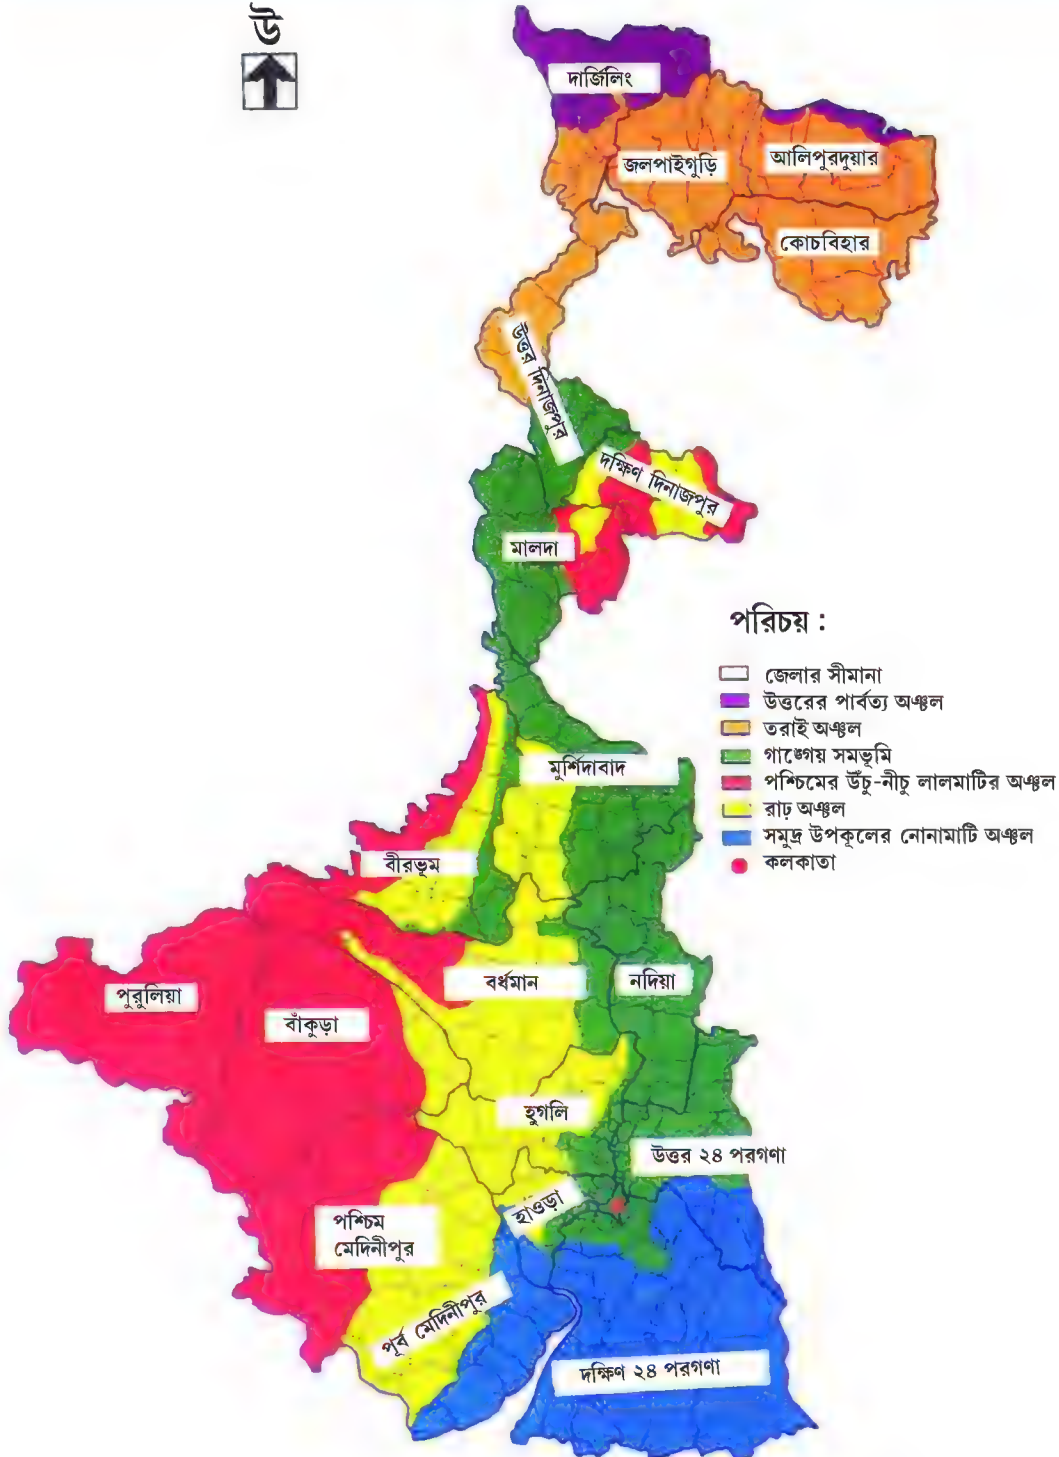 উ
দার্জিলিং
জলপাইগুড়ি
আলিপুরদুয়ার
কোচবিহার
উত্তর দিনাজপুর
দক্ষিণ দিনাজপুর
মালদা
পরিচয় :
জেলার সীমানা
উত্তরের পার্বত্য অঞ্চল
তরাই অঞ্চল
গাঙ্গেয় সমভূমি
পশ্চিমের উঁচু-নীচু লালমাটির অঞ্চল
রাঢ় অঞ্চল
সমুদ্র উপকূলের নোনামাটি অঞ্চল
কলকাতা
মুর্শিদাবাদ
বীরভূম
বর্ধমান
নদিয়া
পুরুলিয়া
বাঁকুড়া
হুগলি
উত্তর ২৪ পরগণা
হাওড়া
পশ্চিম
মেদিনীপুর
পূর্ব মেদিনীপুর
দক্ষিণ ২৪ পরগণা